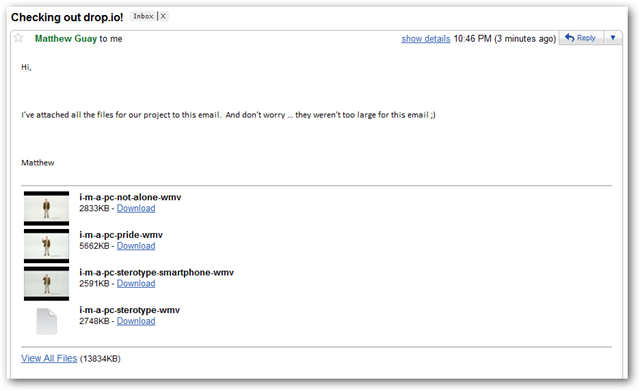 Checking out drop.io! Inbox | X
Matthew Guay to me show details 10:46 PM (3 minutes ago) Reply
Hi,
I've attached all the files for our project to this email. And don't worry ... they weren't too large for this email ;)
Matthew
i-m-a-pc-not-alone-wmv
2833KB - Download
i-m-a-pc-pride-wmv
5662KB - Download
i-m-a-pc-sterotype-smartphone-wmv
2591KB - Download
i-m-a-pc-sterotype-wmv
2748KB - Download
View All Files (13834KB)